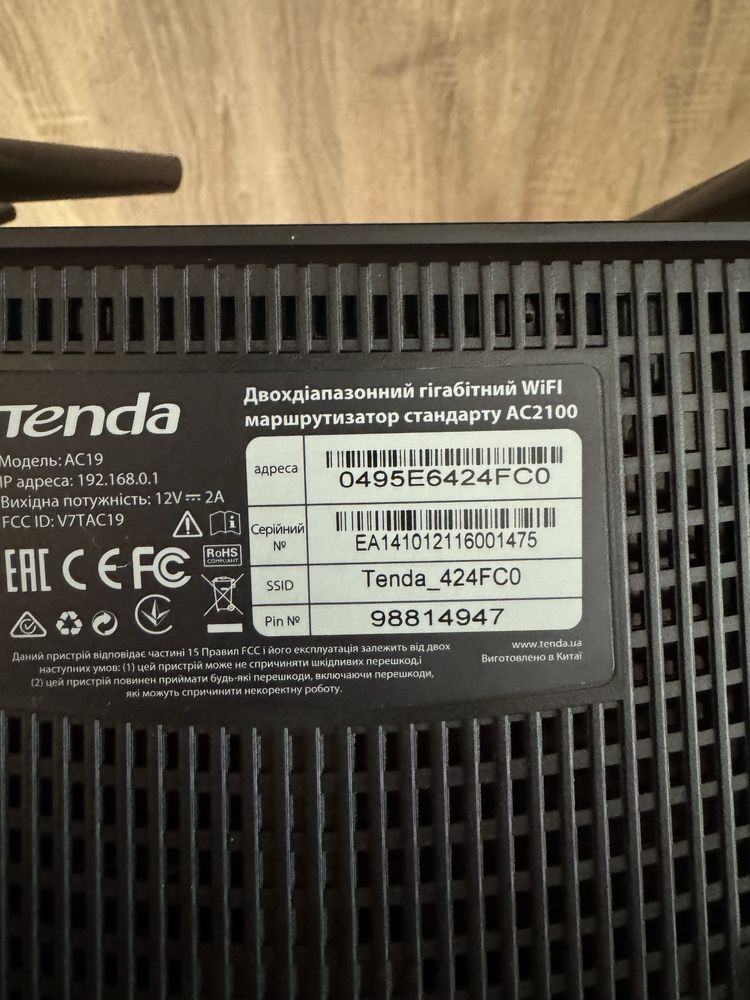 Tenda
Двохдіапазонний гігабітний WiFI
маршрутизатор стандарту AC2100
Модель: AC19
IP адреса: 192.168.0.1
Вихідна потужність: 12V⎓2A
FCC ID: V7TAC19
адреса
0495E6424FC0
Серійний
№
EA141012116001475
SSID
Tenda_424FC0
Pin №
98814947
EAC CE FC
RoHS
COMPLIANT
Даний пристрій відповідає частині 15 Правил FCC і його експлуатація залежить від двох
наступних умов: (1) цей пристрій може не спричиняти шкідливих перешкод,і
(2) цей пристрій повинен приймати будь-які перешкоди, включаючи перешкоди,
які можуть спричинити некоректну роботу.
www.tenda.ua
Виготовлено в Китаї